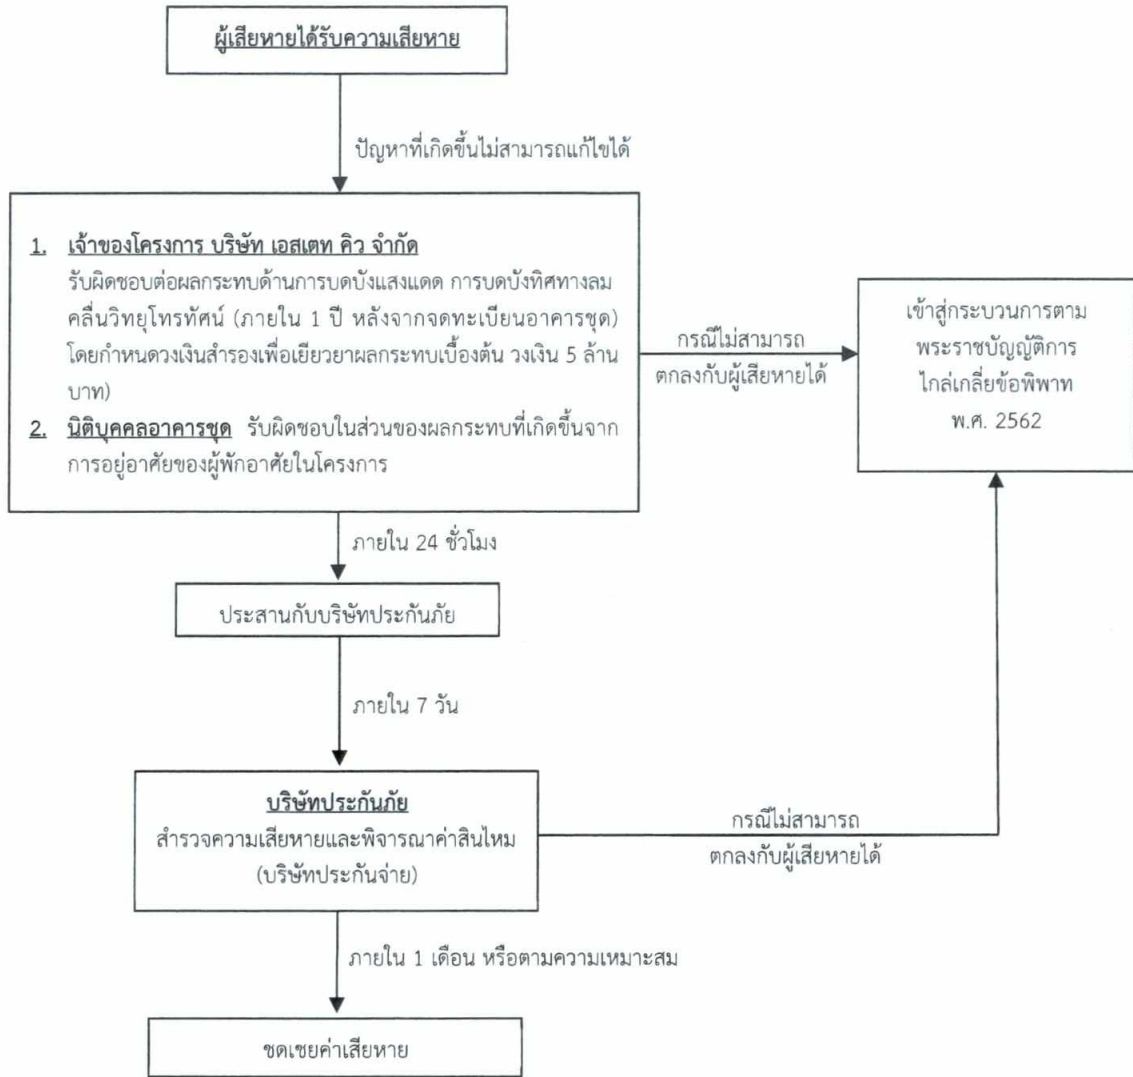 ผู้เสียหายได้รับความเสียหาย
ปัญหาที่เกิดขึ้นไม่สามารถแก้ไขได้
1. เจ้าของโครงการ บริษัท เอสเตท คิว จำกัด
รับผิดชอบต่อผลกระทบด้านการบดบังแสงแดด การบดบังทิศทางลม
คลื่นวิทยุโทรทัศน์ (ภายใน 1 ปี หลังจากจดทะเบียนอาคารชุด)
โดยกำหนดวงเงินสำรองเพื่อเยียวยาผลกระทบเบื้องต้น วงเงิน 5 ล้าน
บาท)
2. นิติบุคคลอาคารชุด รับผิดชอบในส่วนของผลกระทบที่เกิดขึ้นจาก
การอยู่อาศัยของผู้พักอาศัยในโครงการ
กรณีไม่สามารถ
ตกลงกับผู้เสียหายได้
เข้าสู่กระบวนการตาม
พระราชบัญญัติการ
ไกล่เกลี่ยข้อพิพาท
พ.ศ. 2562
ภายใน 24 ชั่วโมง
ประสานกับบริษัทประกันภัย
ภายใน 7 วัน
บริษัทประกันภัย
สำรวจความเสียหายและพิจารณาค่าสินไหม
(บริษัทประกันจ่าย)
กรณีไม่สามารถ
ตกลงกับผู้เสียหายได้
ภายใน 1 เดือน หรือตามความเหมาะสม
ชดเชยค่าเสียหาย